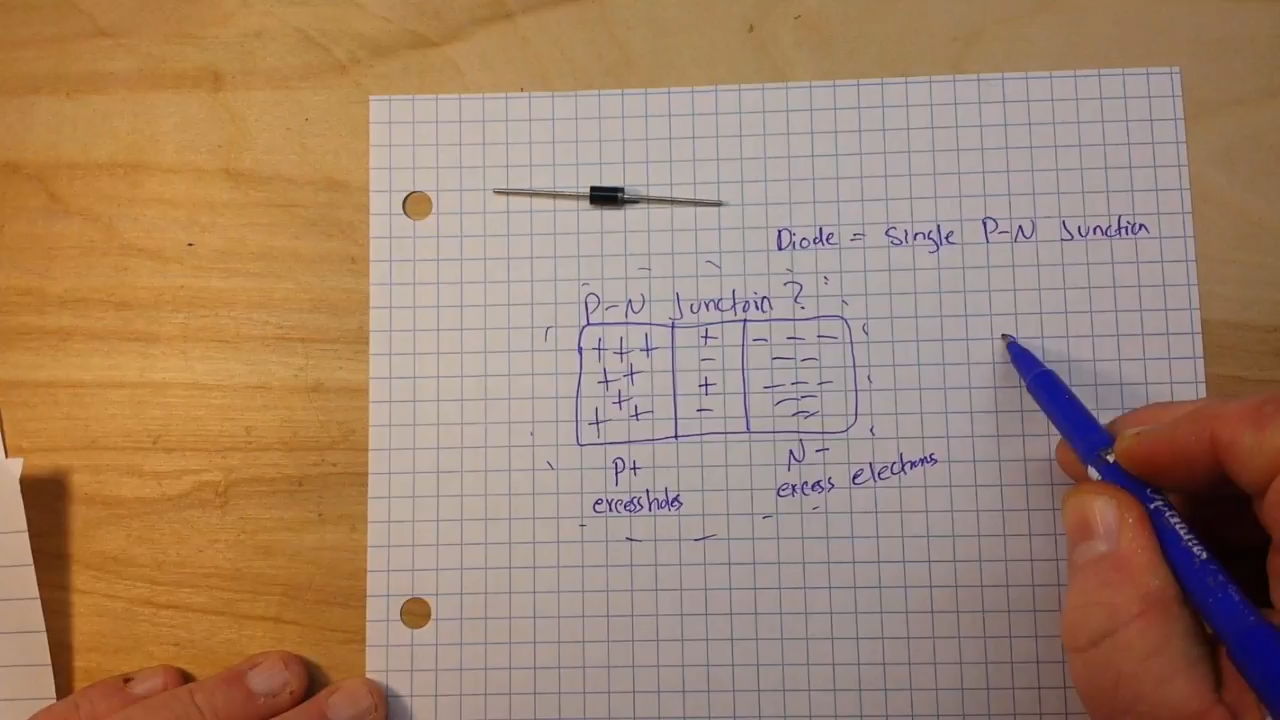 Diode = Single P-N Junction
P-N Junctoin ?
+ + + + - - -
+ + - - -
+ + - - -
+ + + - - - - -
P+ N-
excess holes excess electrons